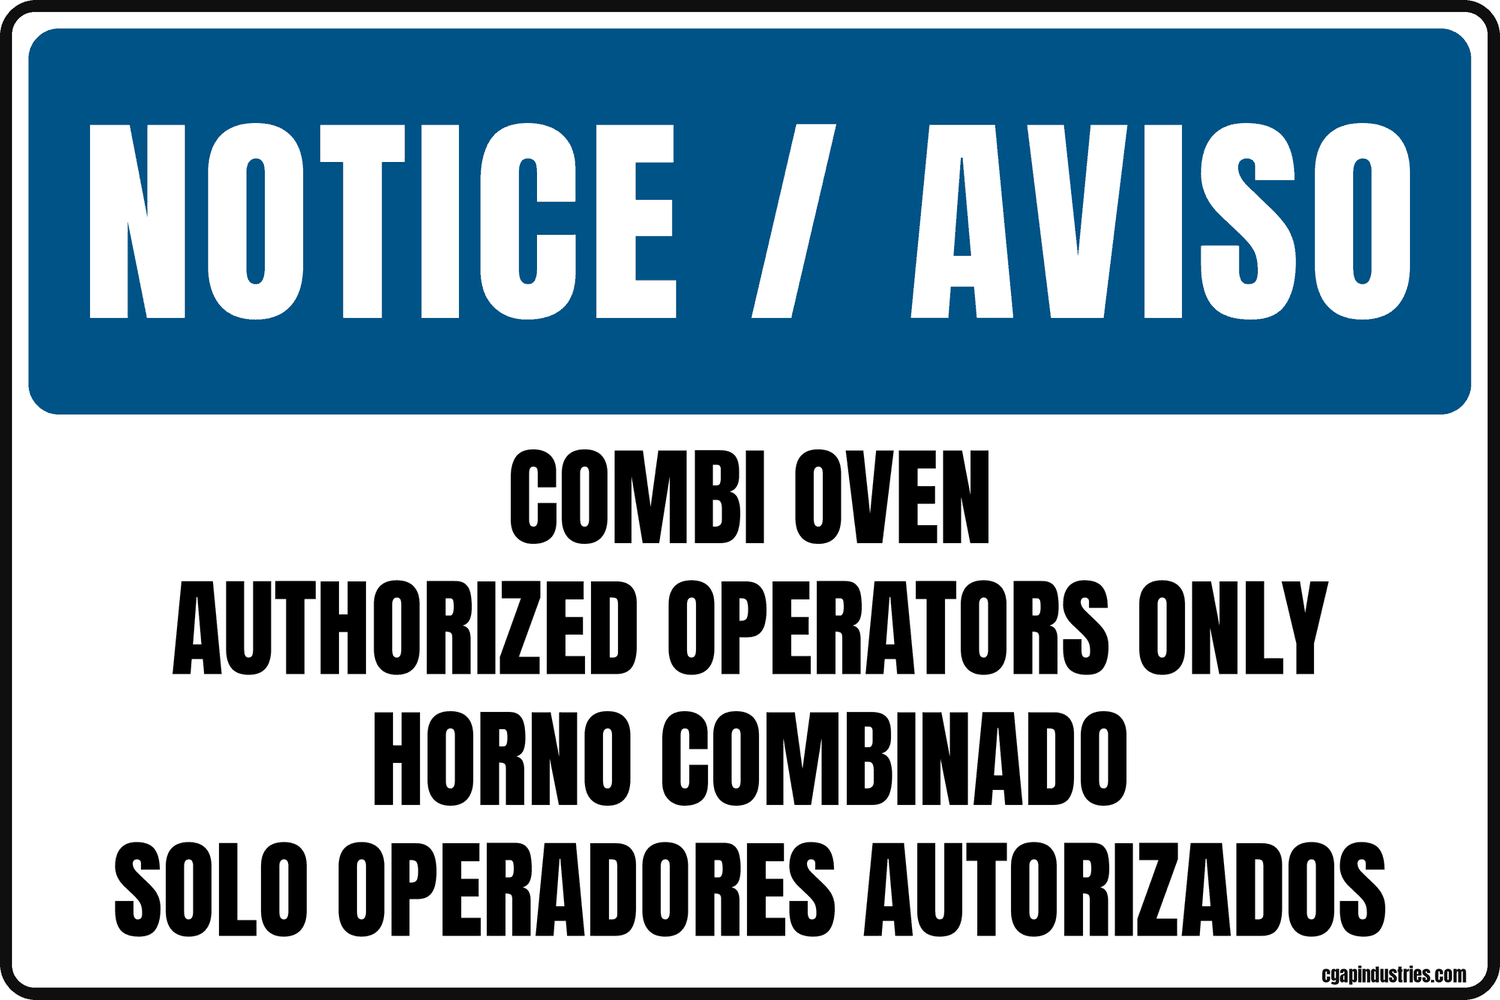 NOTICE / AVISO
COMBI OVEN
AUTHORIZED OPERATORS ONLY
HORNO COMBINADO
SOLO OPERADORES AUTORIZADOS
cgapindustries.com